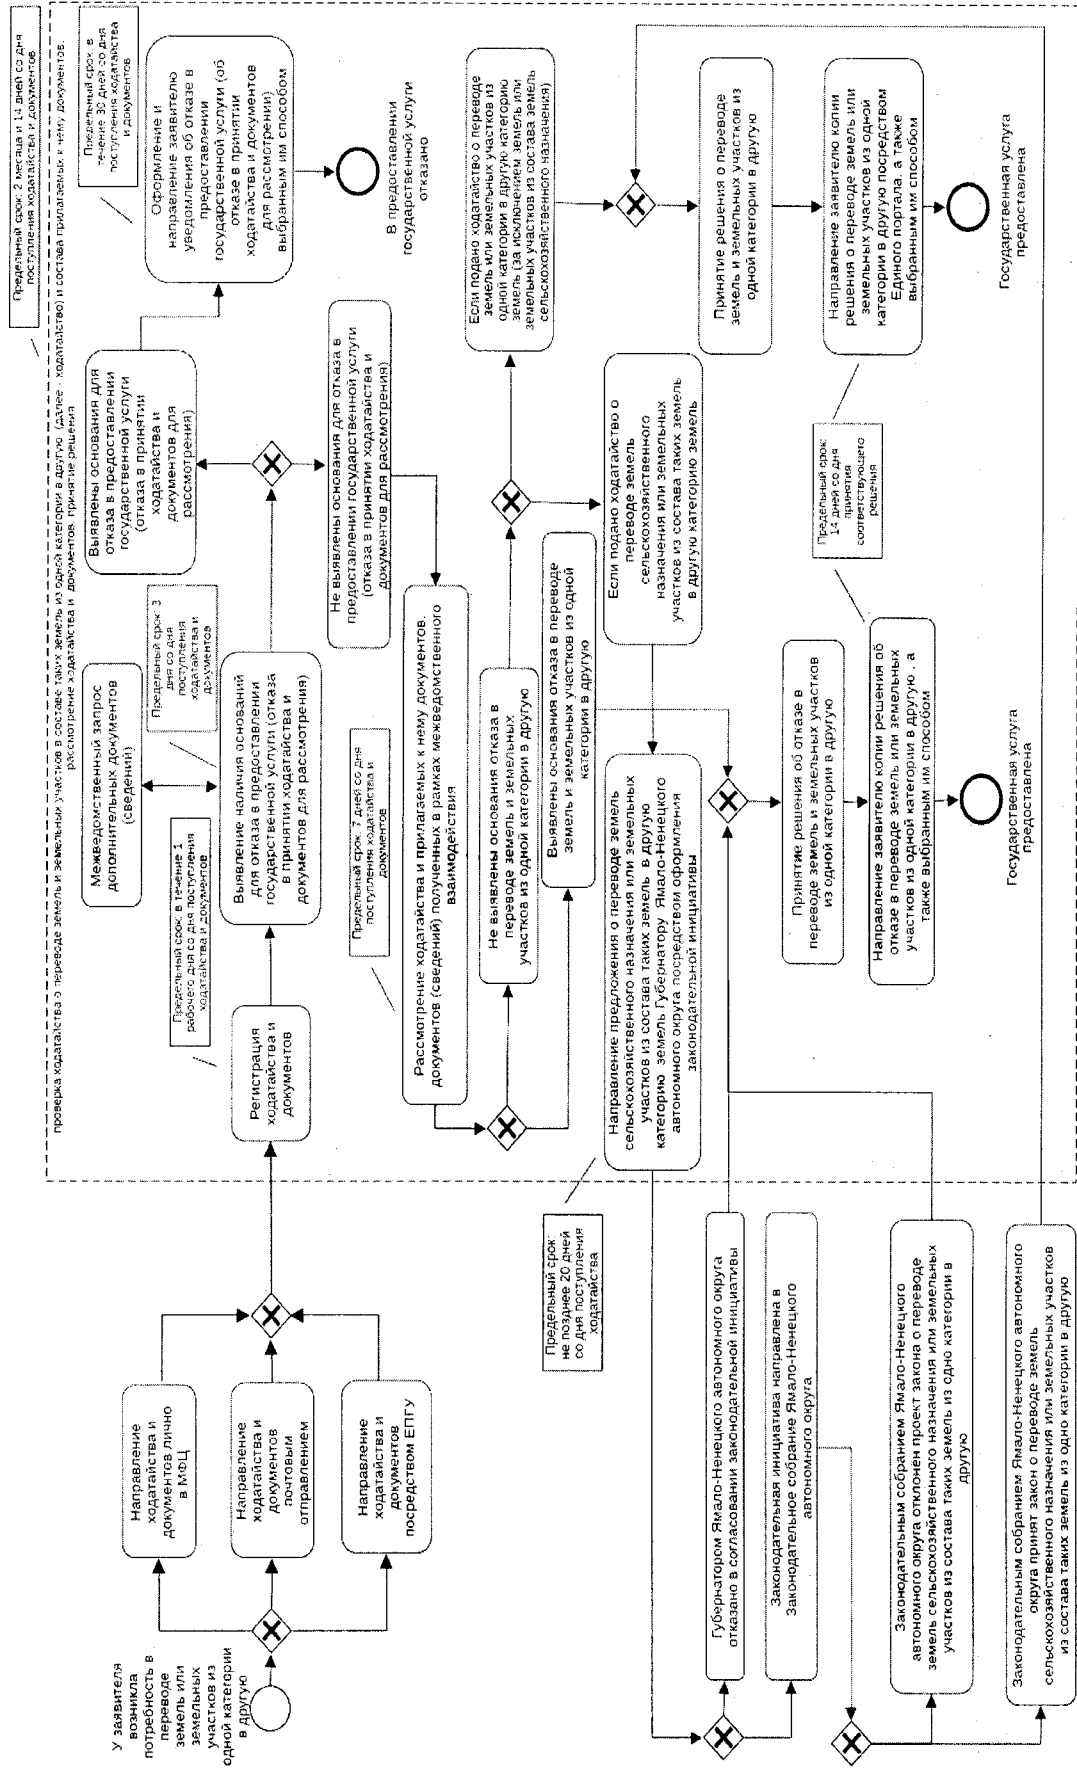 У заявителя
возникла
потребность в
переводе
земель или
земельных
участков из
одной категории
в другую
Направление
ходатайства и
документов лично
в МФЦ
Направление
ходатайства и
документов
почтовым
отправлением
Направление
ходатайства и
документов
посредством ЕПГУ
Предельный срок: 2 месяца и 14 дней со дня
поступления ходатайства и документов
проверка ходатайства о переводе земель и земельных участков в составе таких земель из одной категории в другую (далее - ходатайство) и состава прилагаемых к нему документов,
рассмотрение ходатайства и документов, принятие решения
Регистрация
ходатайства и
документов
Предельный срок: в течение 1
рабочего дня со дня поступления
ходатайства и документов
Межведомственный запрос
дополнительных документов
(сведений)
Предельный срок: 3
дня со дня
поступления
ходатайства и
документов
Выявление наличия оснований
для отказа в предоставлении
государственной услуги (отказа
в принятии ходатайства и
документов для рассмотрения)
Выявлены основания для
отказа в предоставлении
государственной услуги
(отказа в принятии
ходатайства и
документов для
рассмотрения)
Предельный срок: в
течение 30 дней со дня
поступления ходатайства
и документов
Оформление и
направление заявителю
уведомления об отказе в
предоставлении
государственной услуги (об
отказе в принятии
ходатайства и документов
для рассмотрении)
выбранным им способом
В предоставлении
государственной услуги
отказано
Не выявлены основания для отказа в
предоставлении государственной услуги
(отказа в принятии ходатайства и
документов для рассмотрения)
Предельный срок: 7 дней со дня
поступления ходатайства и
документов
Рассмотрение ходатайства и прилагаемых к нему документов,
документов (сведений) полученных в рамках межведомственного
взаимодействия
Не выявлены основания отказа в
переводе земель и земельных
участков из одной категории в другую
Выявлены основания отказа в переводе
земель и земельных участков из одной
категории в другую
Если подано ходатайство о переводе
земель или земельных участков из
одной категории в другую категорию
земель (за исключением земель или
земельных участков из состава земель
сельскохозяйственного назначения)
Если подано ходатайство о
переводе земель
сельскохозяйственного
назначения или земельных
участков из состава таких земель
в другую категорию земель
Предельный срок:
не позднее 20 дней
со дня поступления
ходатайства
Направление предложения о переводе земель
сельскохозяйственного назначения или земельных
участков из состава таких земель в другую
категорию земель Губернатору Ямало-Ненецкого
автономного округа посредством оформления
законодательной инициативы
Принятие решения о переводе
земель и земельных участков из
одной категории в другую
Направление заявителю копии
решения о переводе земель или
земельных участков из одной
категории в другую посредством
Единого портала, а также
выбранным им способом
Государственная услуга
предоставлена
Предельный срок:
14 дней со дня
принятия
соответствующего
решения
Принятие решения об отказе в
переводе земель и земельных участков
из одной категории в другую
Направление заявителю копии решения об
отказе в переводе земель или земельных
участков из одной категории в другую , а
также выбранным им способом
Государственная услуга
предоставлена
Губернатором Ямало-Ненецкого автономного округа
отказано в согласовании законодательной инициативы
Законодательная инициатива направлена в
Законодательное собрание Ямало-Ненецкого
автономного округа
Законодательным собранием Ямало-Ненецкого
автономного округа отклонён проект закона о переводе
земель сельскохозяйственного назначения или земельных
участков из состава таких земель из одно категории в
другую
Законодательным собранием Ямало-Ненецкого автономного
округа принят закон о переводе земель
сельскохозяйственного назначения или земельных участков
из состава таких земель из одно категории в другую